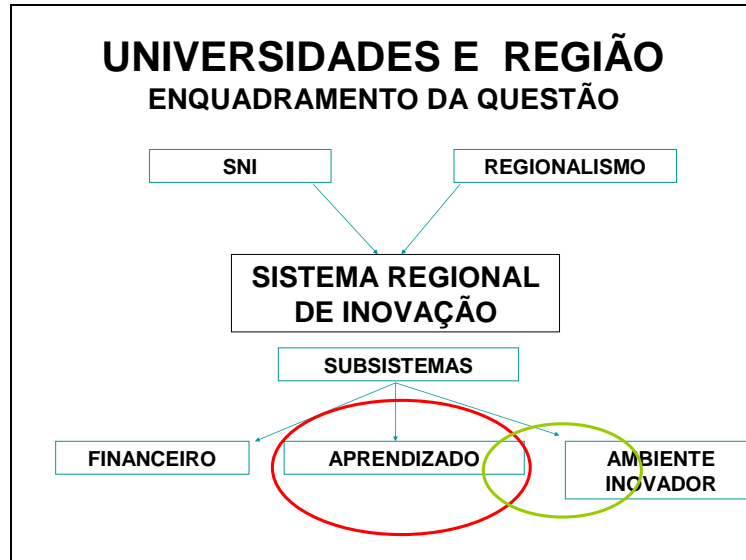 UNIVERSIDADES E REGIÃO
ENQUADRAMENTO DA QUESTÃO
SNI
REGIONALISMO
SISTEMA REGIONAL
DE INOVAÇÃO
SUBSISTEMAS
FINANCEIRO
APRENDIZADO
AMBIENTE
INOVADOR